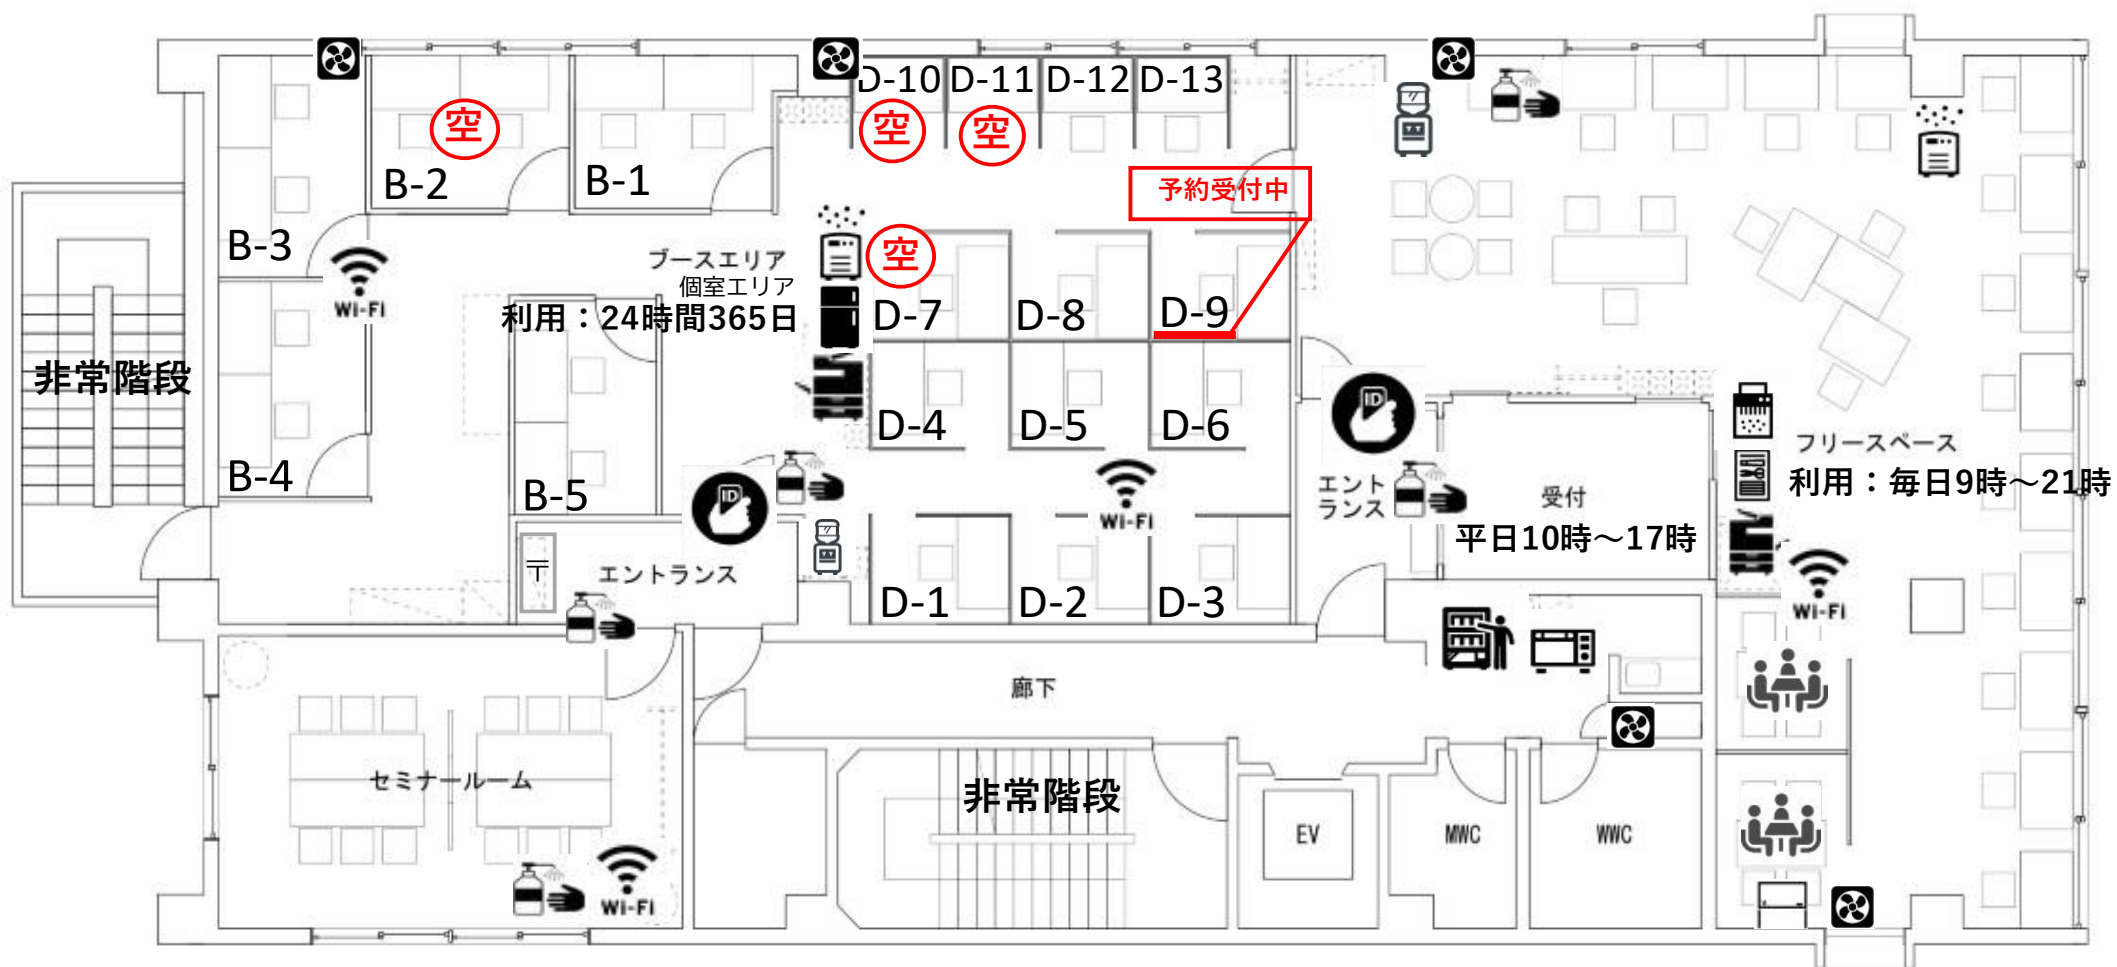 D-10
D-11
D-12
D-13
空
空
空
B-2
B-1
予約受付中
B-3
Wi-Fi
ブースエリア
個室エリア
利用：24時間365日
空
D-7
D-8
D-9
非常階段
D-4
D-5
D-6
ID
フリースペース
利用：毎日9時～21時
B-4
B-5
ID
Wi-Fi
エント
ランス
受付
平日10時～17時
〒
エントランス
D-1
D-2
D-3
Wi-Fi
廊下
セミナールーム
非常階段
EV
MWC
WWC
Wi-Fi